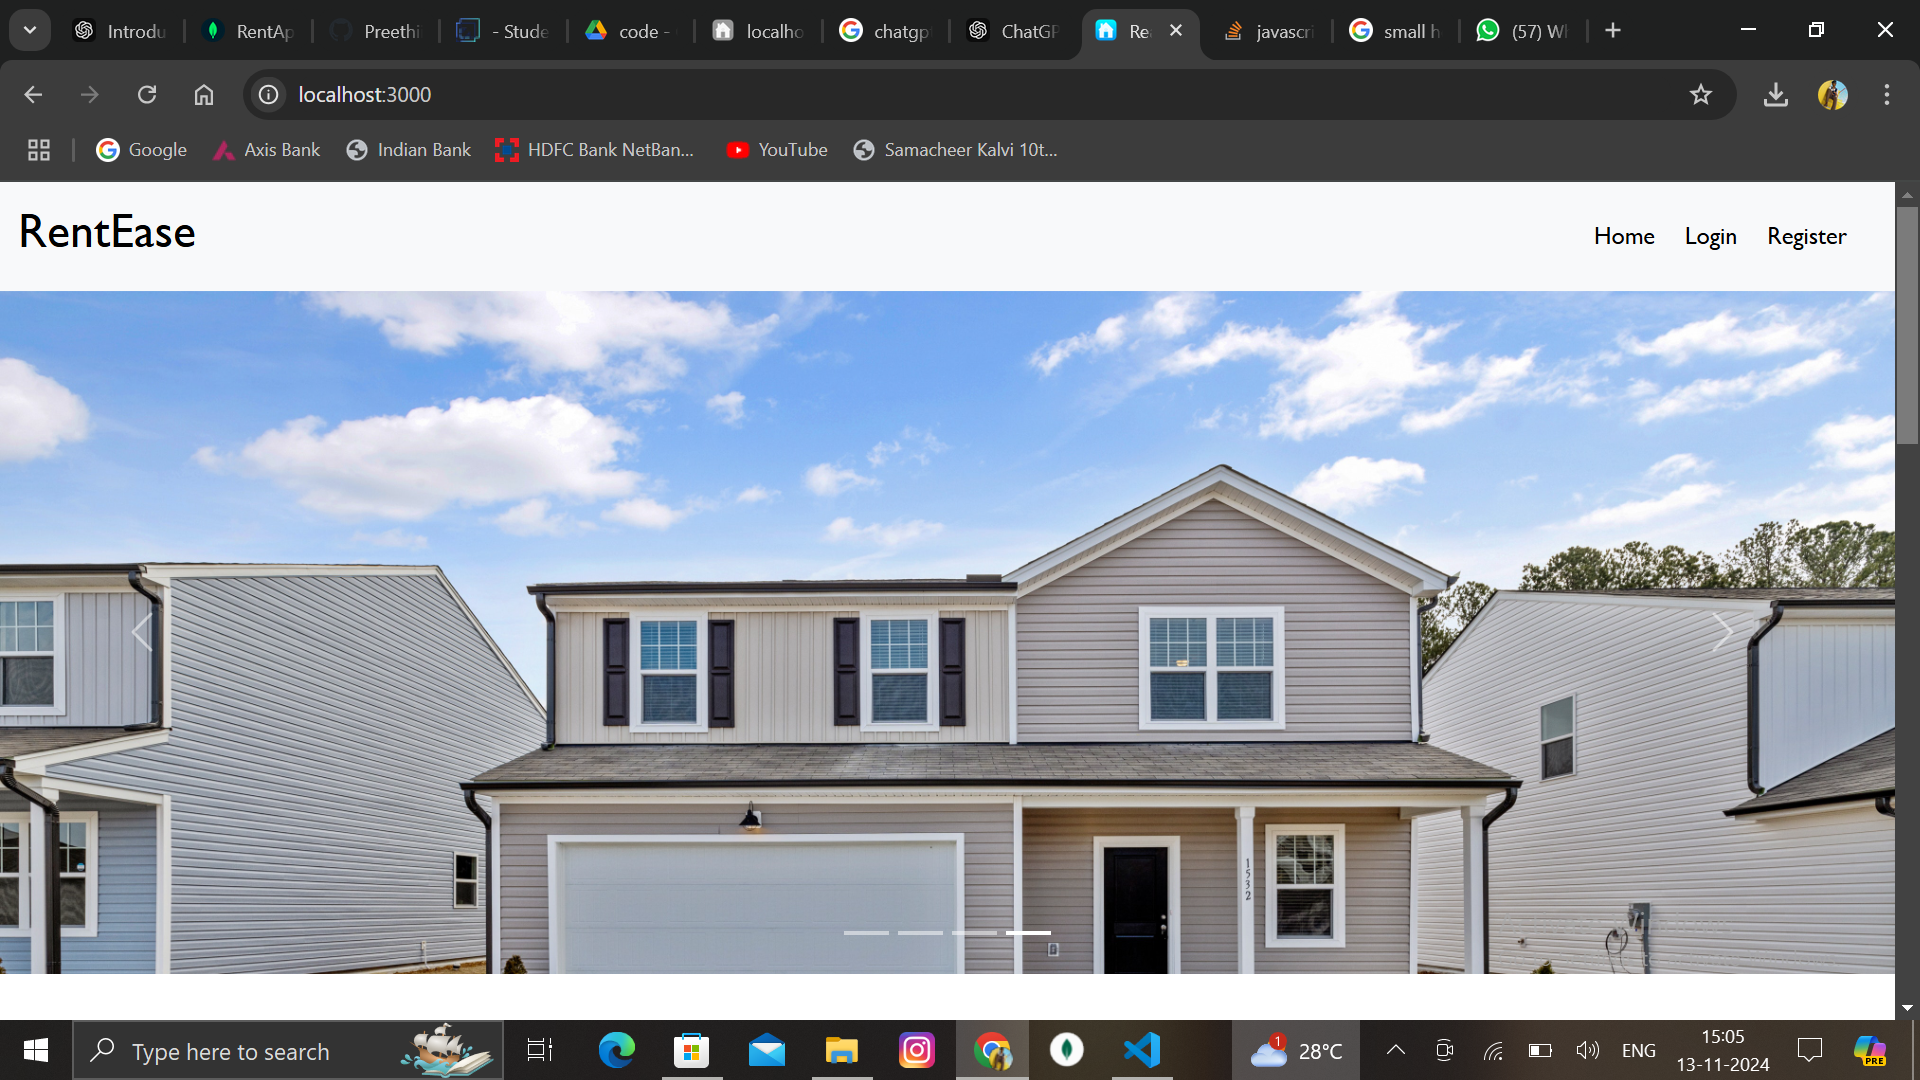 Introdu
RentAp
Preethi
- Stude
code -
localho
chatgp
ChatGP
Re
javascri
small h
(57) Wh
localhost:3000
Google
Axis Bank
Indian Bank
HDFC Bank NetBan...
YouTube
Samacheer Kalvi 10t...
RentEase
Home
Login
Register
1532
Type here to search
1
28°C
ENG
15:05
13-11-2024
PRE